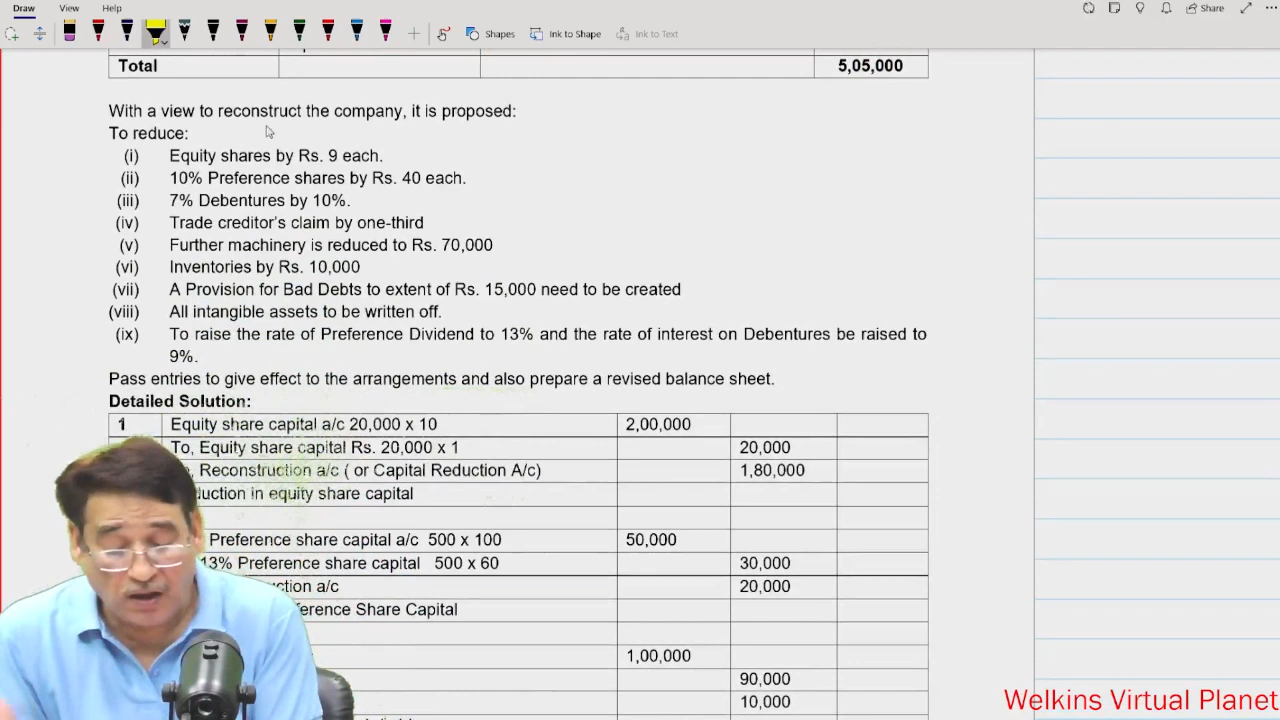 Draw View Help
Share
Shapes Ink to Shape Ink to Text
Total 5,05,000
With a view to reconstruct the company, it is proposed:
To reduce:
(i) Equity shares by Rs. 9 each.
(ii) 10% Preference shares by Rs. 40 each.
(iii) 7% Debentures by 10%.
(iv) Trade creditor's claim by one-third
(v) Further machinery is reduced to Rs. 70,000
(vi) Inventories by Rs. 10,000
(vii) A Provision for Bad Debts to extent of Rs. 15,000 need to be created
(viii) All intangible assets to be written off.
(ix) To raise the rate of Preference Dividend to 13% and the rate of interest on Debentures be raised to
9%.
Pass entries to give effect to the arrangements and also prepare a revised balance sheet.
Detailed Solution:
1 Equity share capital a/c 20,000 x 10 2,00,000
To, Equity share capital Rs. 20,000 x 1 20,000
Reconstruction a/c ( or Capital Reduction A/c) 1,80,000
in equity share capital
Preference share capital a/c 500 x 100 50,000
13% Preference share capital 500 x 60 30,000
a/c 20,000
Share Capital
1,00,000
90,000
10,000
Welkins Virtual Planet